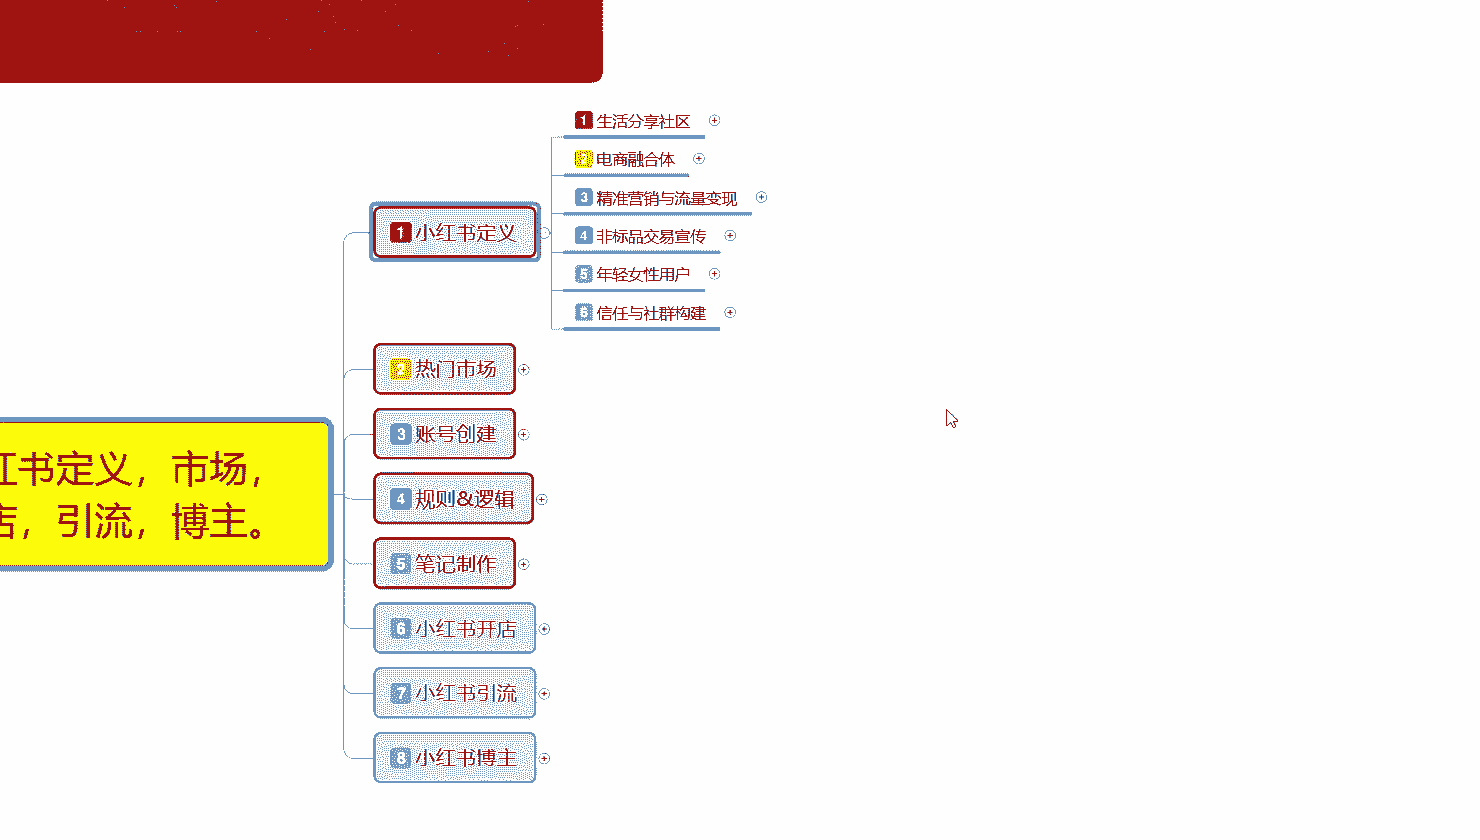 1 生活分享社区
2 电商融合体
3 精准营销与流量变现
4 非标品交易宣传
5 年轻女性用户
6 信任与社群构建
1 小红书定义
2 热门市场
3 账号创建
4 规则&逻辑
5 笔记制作
6 小红书开店
7 小红书引流
8 小红书博主
红书定义，市场，
店，引流，博主。